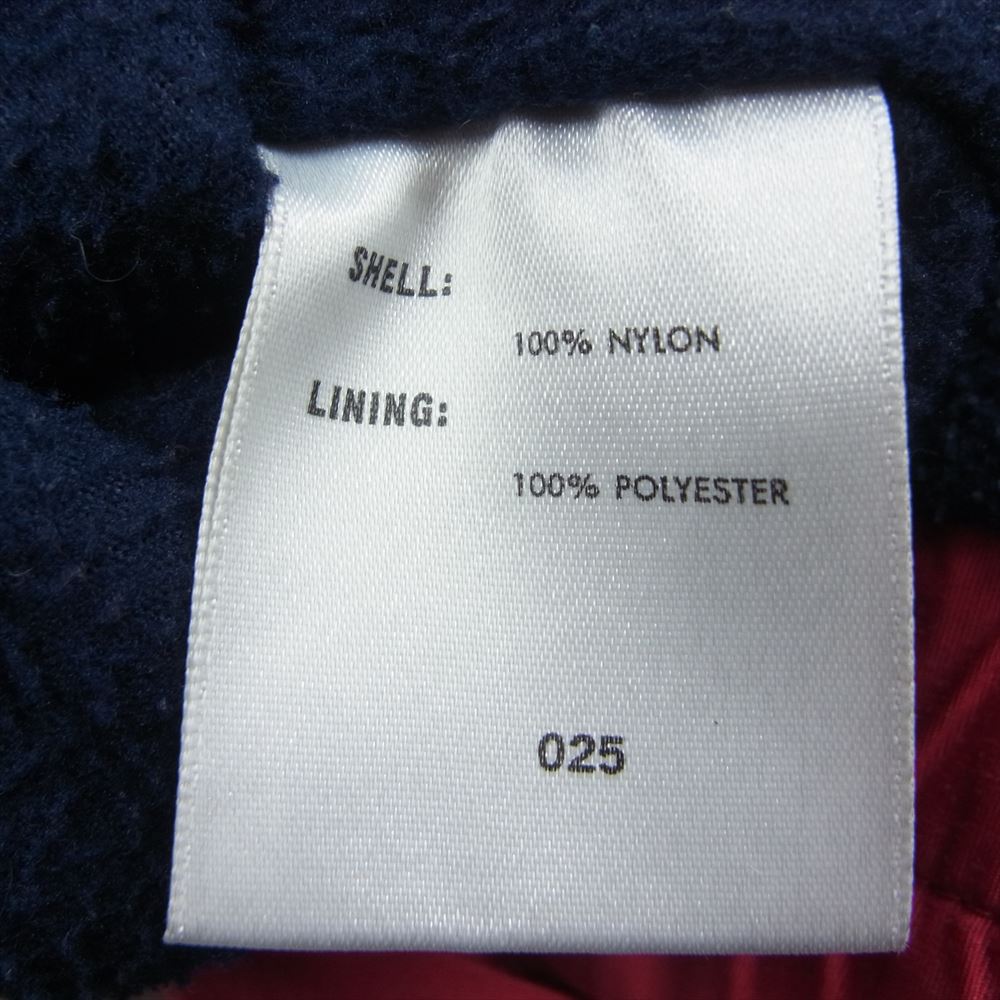 SHELL:
100% NYLON
LINING:
100% POLYESTER
025